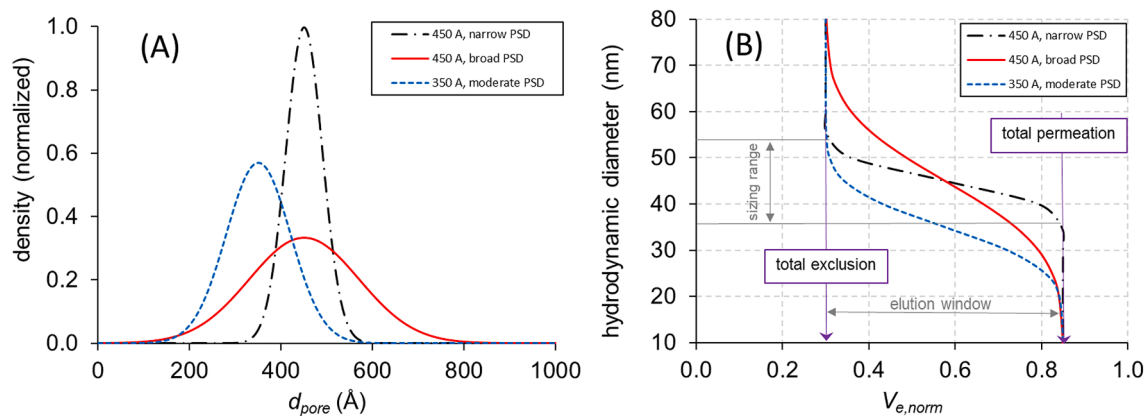 (A)
450 A, narrow PSD
450 A, broad PSD
350 A, moderate PSD
density (normalized)
1.0
0.8
0.6
0.4
0.2
0.0
0
200
400
600
800
1000
d_pore (Å)
(B)
450 A, narrow PSD
450 A, broad PSD
350 A, moderate PSD
hydrodynamic diameter (nm)
80
70
60
50
40
30
20
10
total permeation
sizing range
total exclusion
elution window
0.0
0.2
0.4
0.6
0.8
1.0
V_e,norm